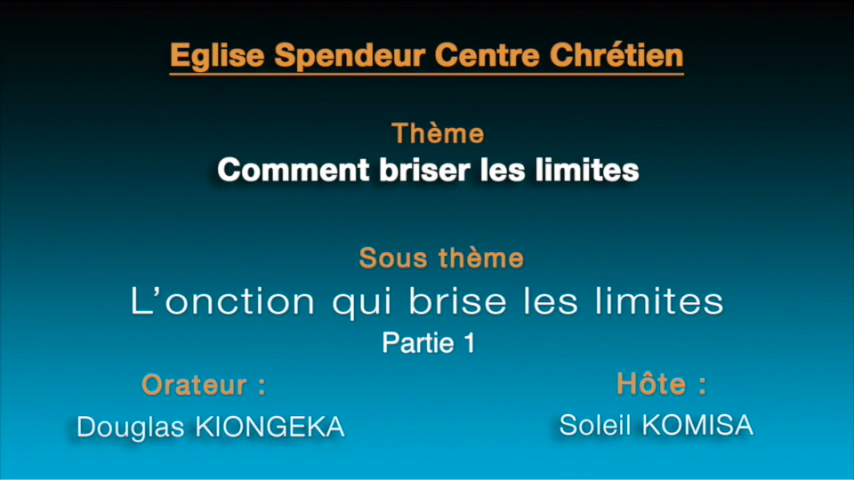 Eglise Spendeur Centre Chrétien
Thème
Comment briser les limites
Sous thème
L'onction qui brise les limites
Partie 1
Orateur :
Douglas KIONGEKA
Hôte :
Soleil KOMISA